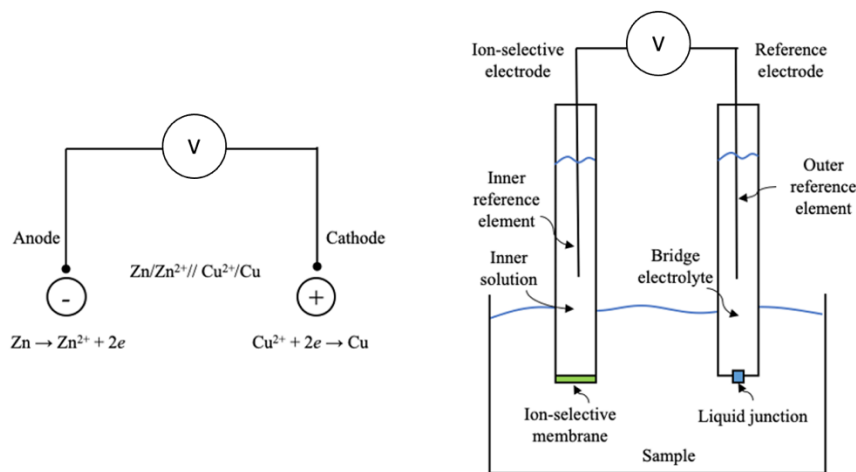 V
Anode
Cathode
Zn/Zn²⁺// Cu²⁺/Cu
-
+
Zn → Zn²⁺ + 2e
Cu²⁺ + 2e → Cu
Ion-selective
electrode
V
Reference
electrode
Inner
reference
element
Outer
reference
element
Inner
solution
Bridge
electrolyte
Ion-selective
membrane
Liquid junction
Sample